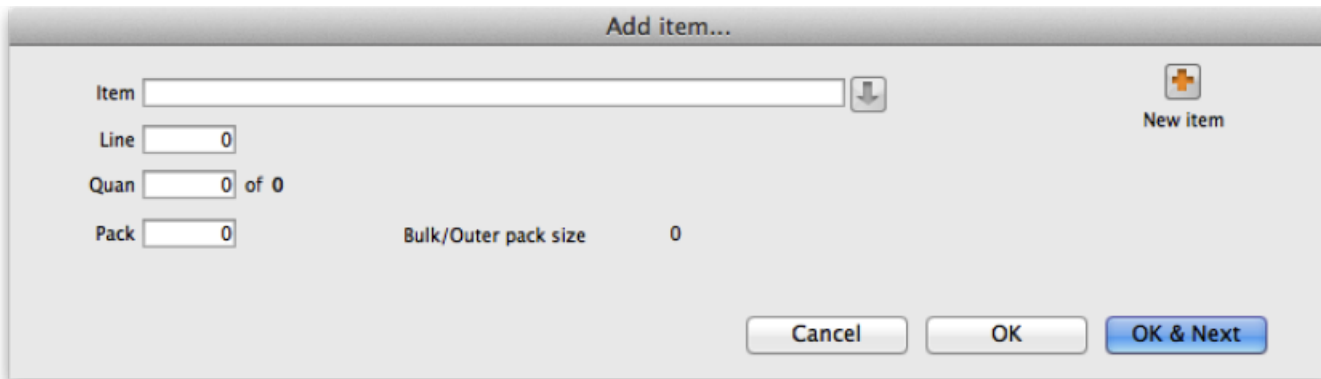 Add item...
Item
New item
Line 0
Quan 0 of 0
Pack 0 Bulk/Outer pack size 0
Cancel OK OK & Next